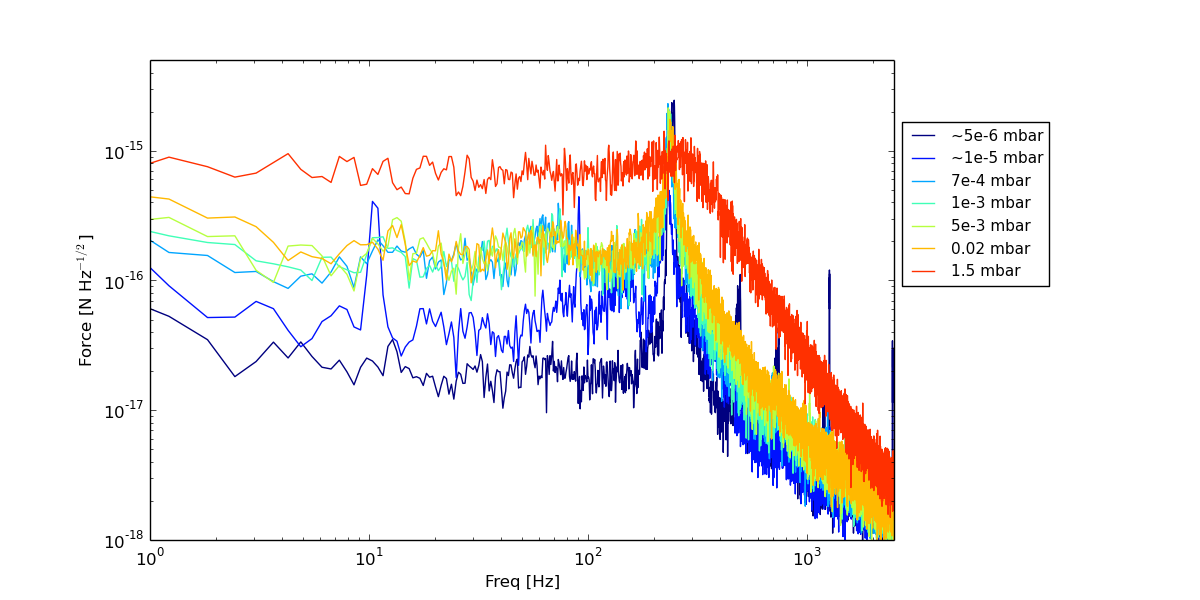 10^-15
10^-16
10^-17
10^-18
Force [N Hz^-1/2]
10^0 10^1 10^2 10^3
Freq [Hz]
~5e-6 mbar
~1e-5 mbar
7e-4 mbar
1e-3 mbar
5e-3 mbar
0.02 mbar
1.5 mbar